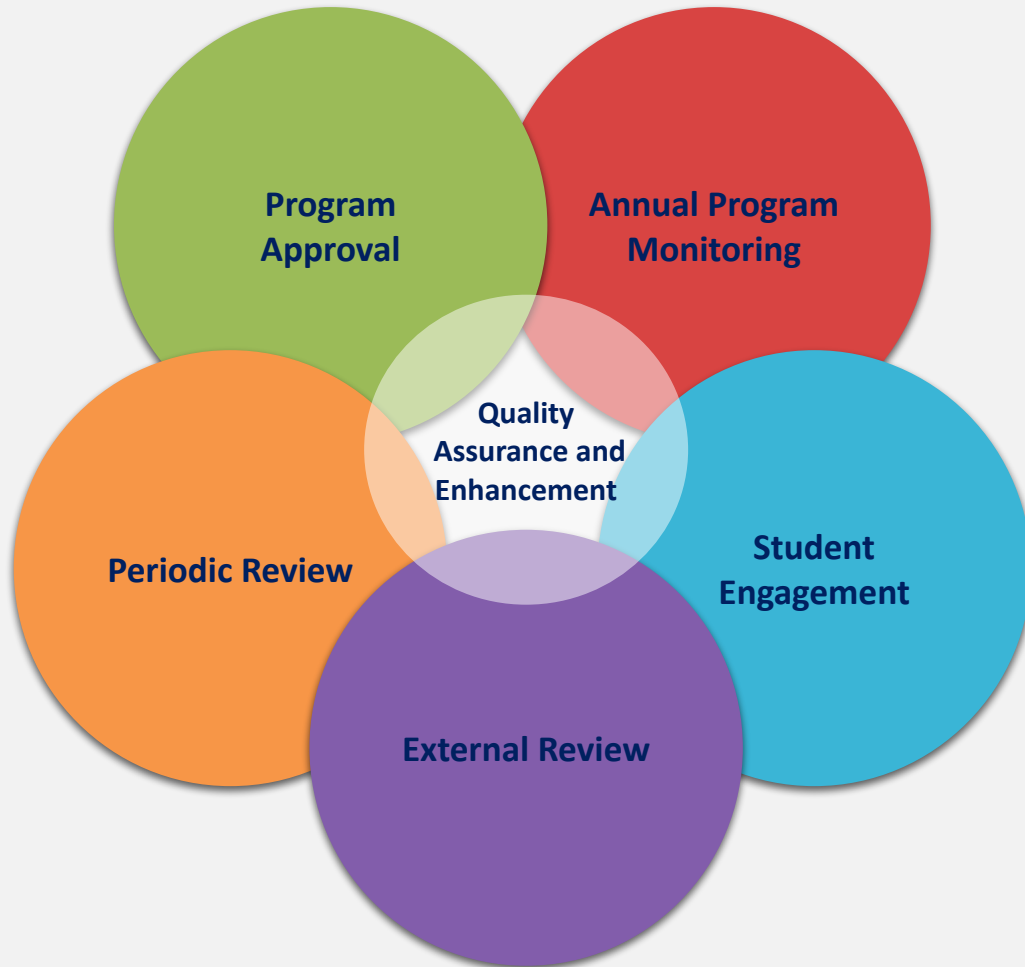 Program
Approval
Annual Program
Monitoring
Quality
Assurance and
Enhancement
Periodic Review
Student
Engagement
External Review